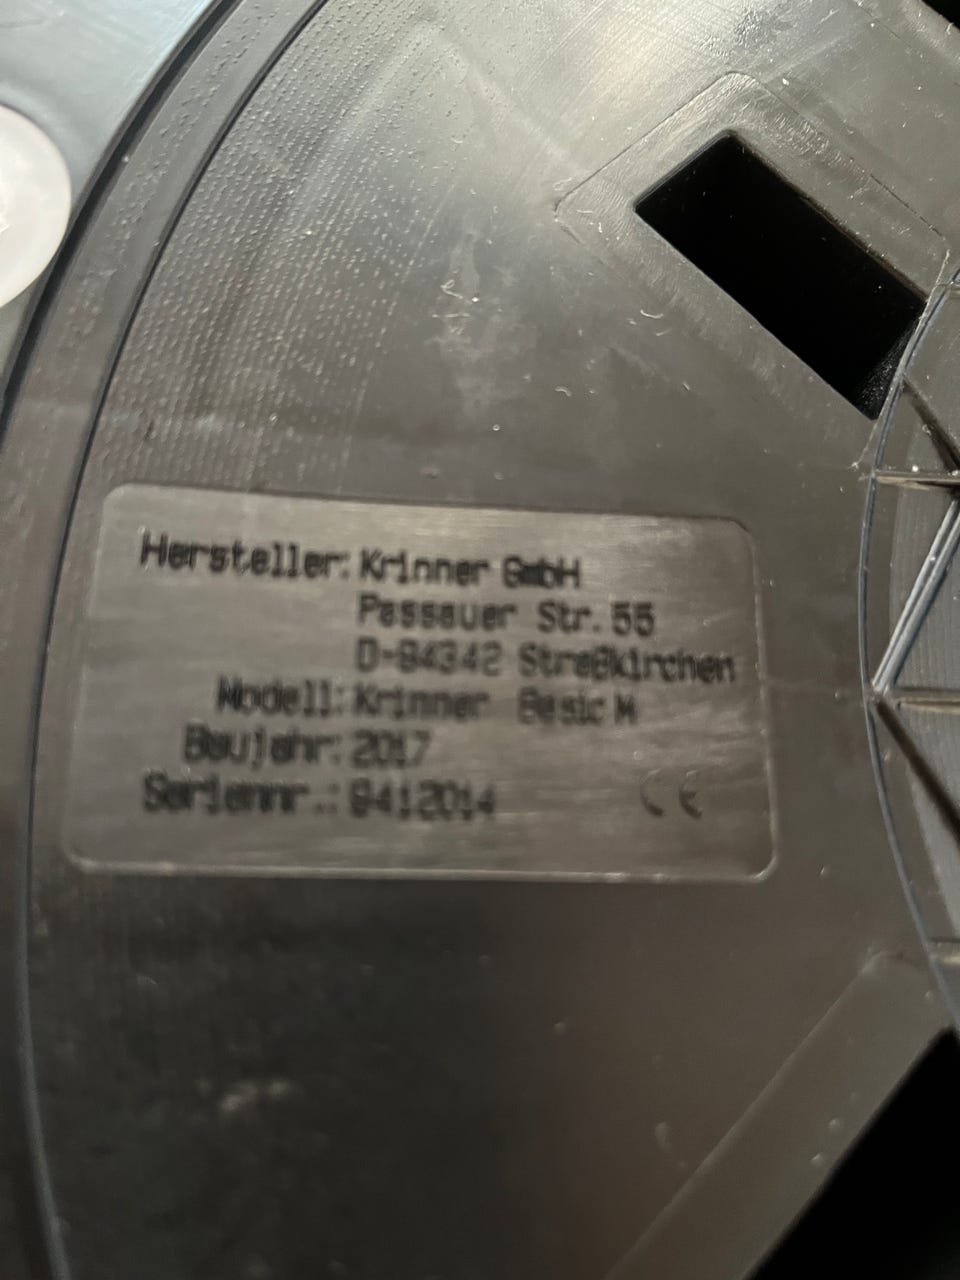 Hersteller: Krinner GmbH
Passauer Str. 55
D-94342 Straßkirchen
Modell: Krinner Basic M
Baujahr: 2017
Seriennr.: 9412014
CE